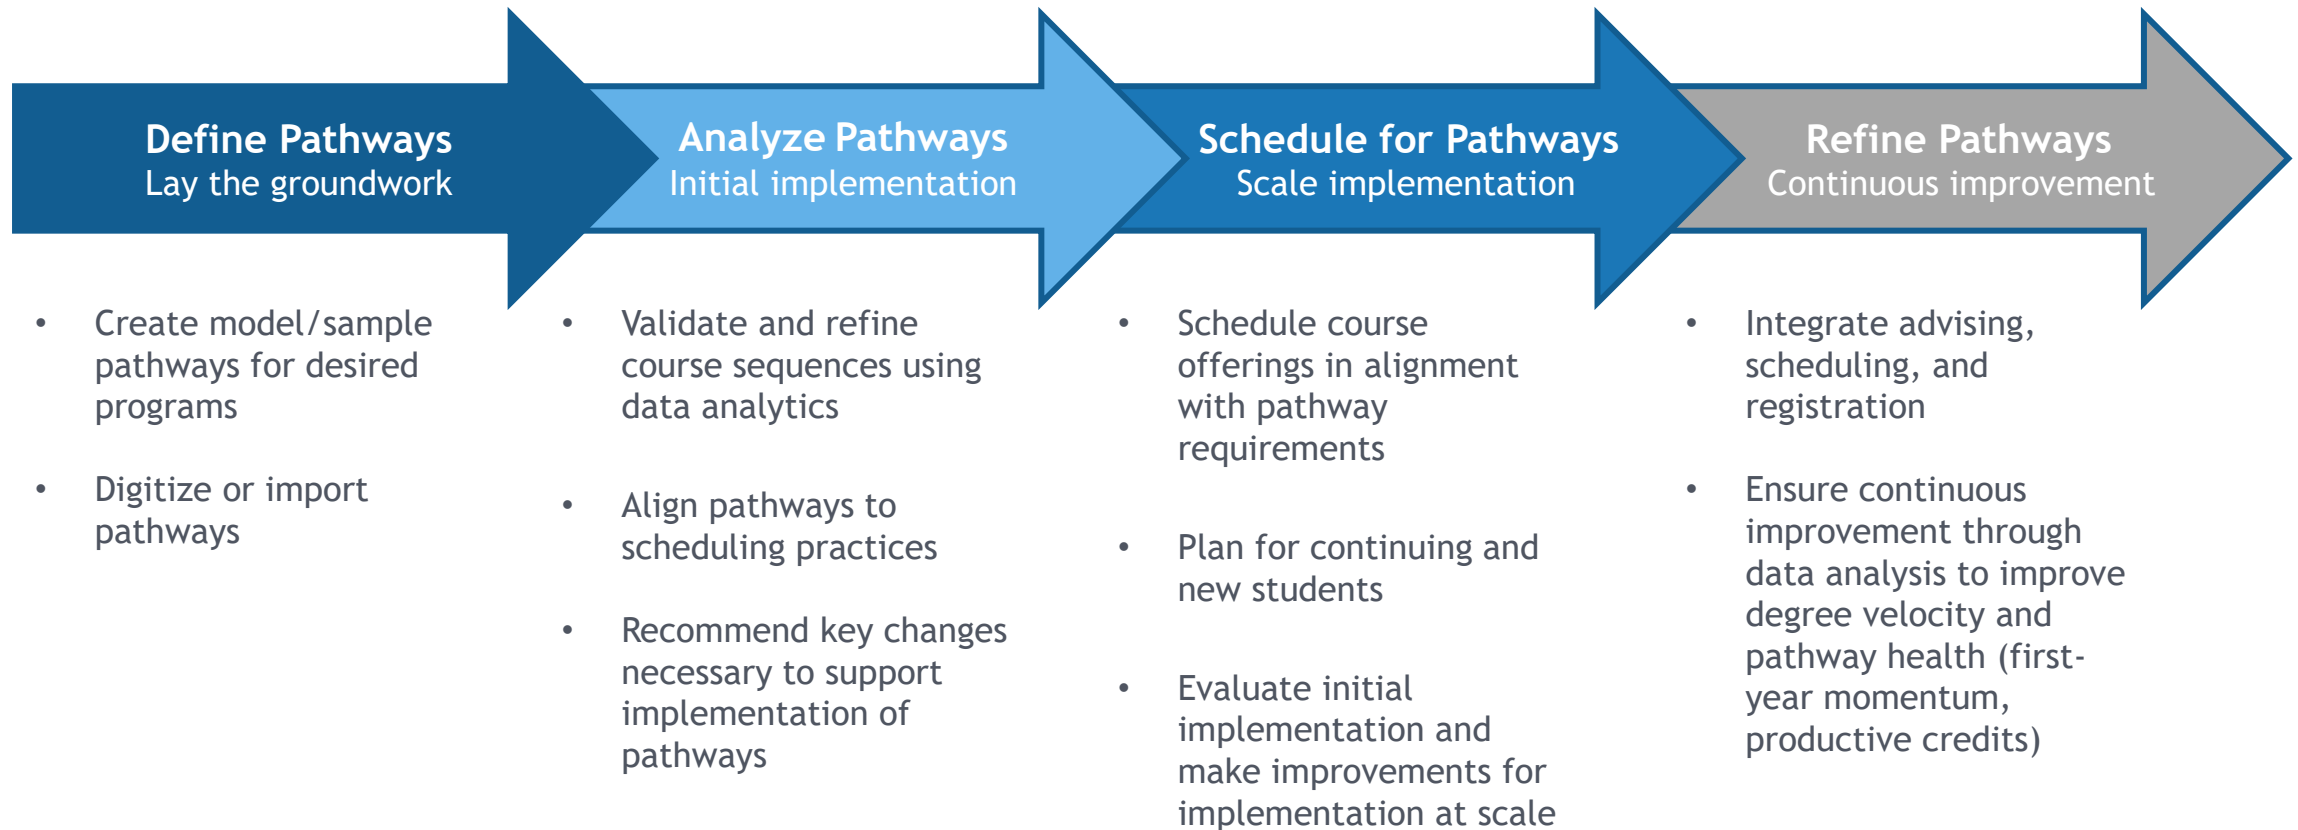 Define Pathways
Lay the groundwork
Analyze Pathways
Initial implementation
Schedule for Pathways
Scale implementation
Refine Pathways
Continuous improvement
• Create model/sample
pathways for desired
programs
• Digitize or import
pathways
• Validate and refine
course sequences using
data analytics
• Align pathways to
scheduling practices
• Recommend key changes
necessary to support
implementation of
pathways
• Schedule course
offerings in alignment
with pathway
requirements
• Plan for continuing and
new students
• Evaluate initial
implementation and
make improvements for
implementation at scale
• Integrate advising,
scheduling, and
registration
• Ensure continuous
improvement through
data analysis to improve
degree velocity and
pathway health (first-
year momentum,
productive credits)